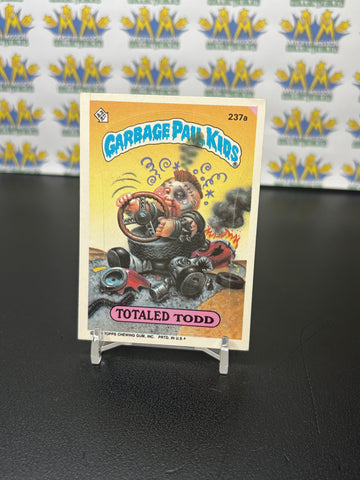 237a
GARBAGE PAIL KIDS
TOTALED TODD
TOPPS CHEWING GUM, INC. PRTD. IN U.S.A.